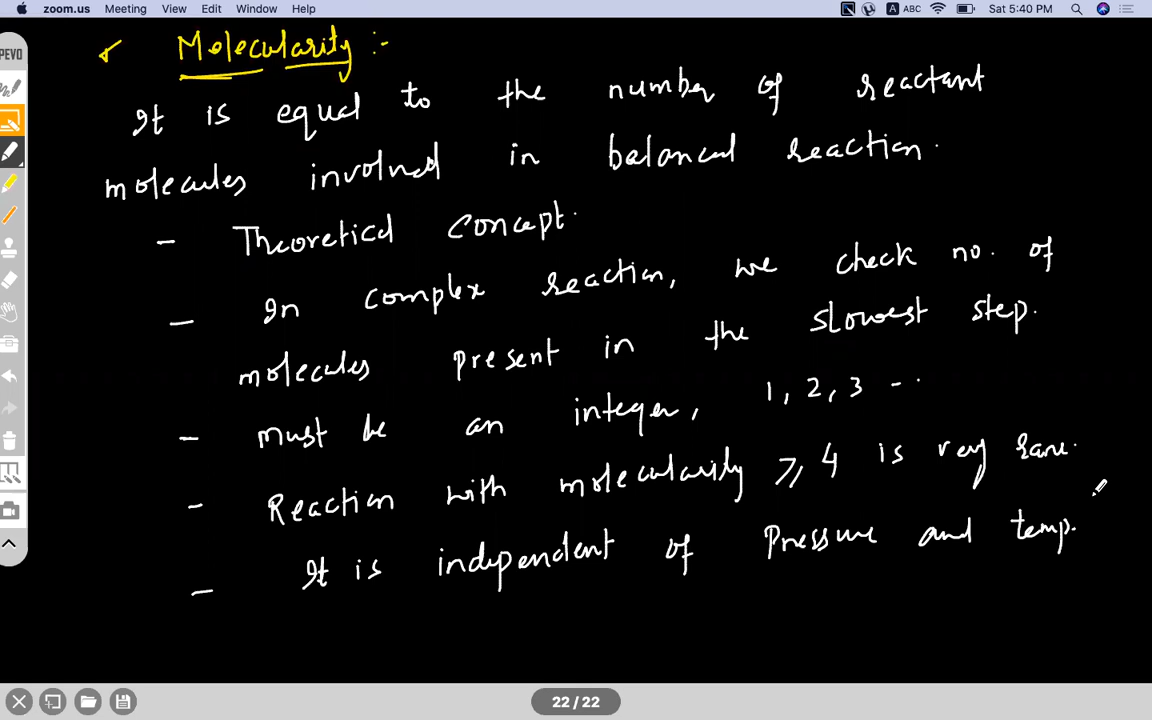 zoom.us Meeting View Edit Window Help ABC Sat 5:40 PM
PEVO
Molecularity :-
It is equal to the number of reactant
molecules involved in balanced reaction.
- Theoretical concept.
- In complex reaction, we check no. of
molecules present in the slowest step.
- must be an integer, 1, 2, 3 - .
- Reaction with molecularity ≥ 4 is very rare.
- It is independent of Pressure and temp.
22 / 22